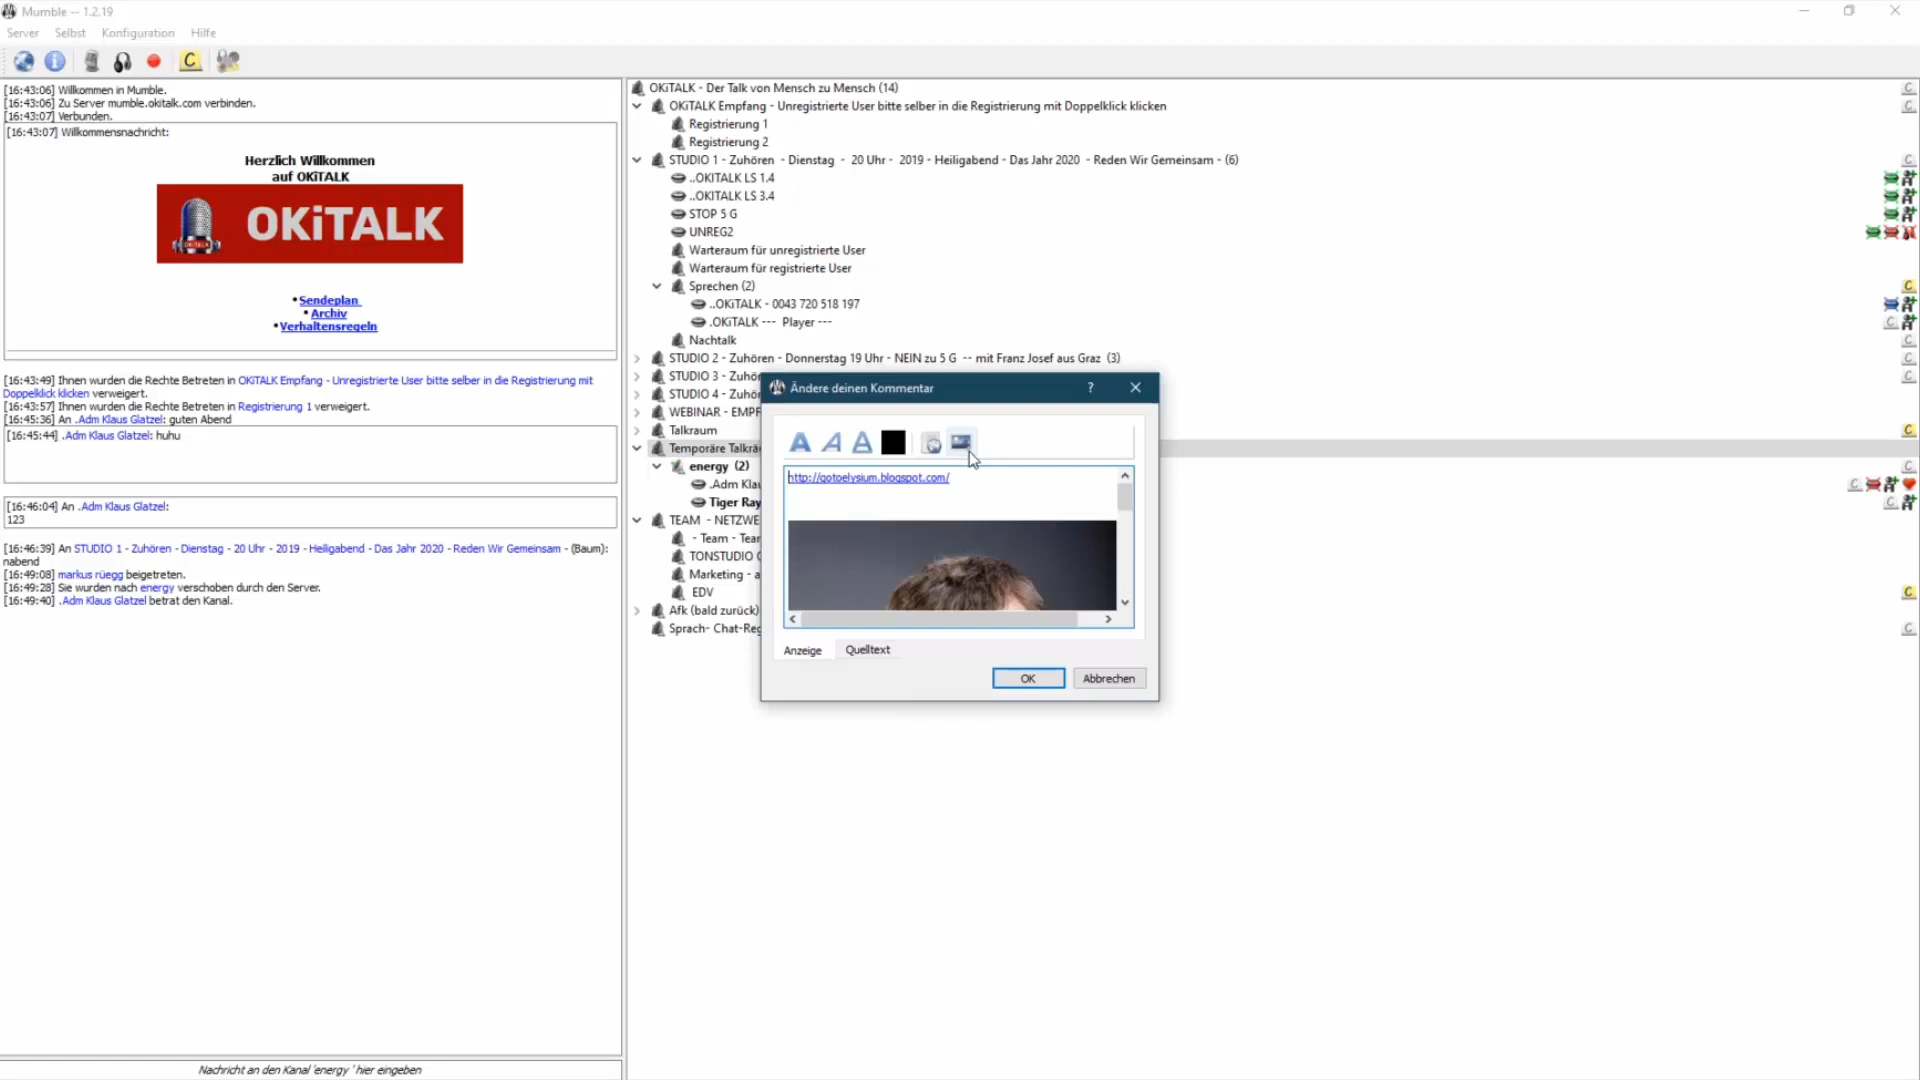 Mumble -- 1.2.19
Server Selbst Konfiguration Hilfe
[16:43:06] Willkommen in Mumble.
[16:43:06] Zu Server mumble.okitalk.com verbinden.
[16:43:07] Verbunden.
[16:43:07] Willkommensnachricht:
Herzlich Willkommen
auf OKiTALK
OKiTALK
•Sendeplan
• Archiv
•Verhaltensregeln
[16:43:49] Ihnen wurden die Rechte Betreten in OKiTALK Empfang - Unregistrierte User bitte selber in die Registrierung mit
Doppelklick klicken verweigert.
[16:43:57] Ihnen wurden die Rechte Betreten in Registrierung 1 verweigert.
[16:45:36] An .Adm Klaus Glatzel: guten Abend
[16:45:44] .Adm Klaus Glatzel: huhu
[16:46:04] An .Adm Klaus Glatzel:
123
[16:46:39] An STUDIO 1 - Zuhören - Dienstag - 20 Uhr - 2019 - Heiligabend - Das Jahr 2020 - Reden Wir Gemeinsam - (Baum):
nabend
[16:49:08] markus rüegg beigetreten.
[16:49:28] Sie wurden nach energy verschoben durch den Server.
[16:49:40] .Adm Klaus Glatzel betrat den Kanal.
Nachricht an den Kanal 'energy ' hier eingeben
OKiTALK - Der Talk von Mensch zu Mensch (14)
OKiTALK Empfang - Unregistrierte User bitte selber in die Registrierung mit Doppelklick klicken
Registrierung 1
Registrierung 2
STUDIO 1 - Zuhören - Dienstag - 20 Uhr - 2019 - Heiligabend - Das Jahr 2020 - Reden Wir Gemeinsam - (6)
..OKITALK LS 1.4
..OKITALK LS 3.4
STOP 5 G
UNREG2
Warteraum für unregistrierte User
Warteraum für registrierte User
Sprechen (2)
..OKiTALK - 0043 720 518 197
.OKiTALK --- Player ---
Nachtalk
STUDIO 2 - Zuhören - Donnerstag 19 Uhr - NEIN zu 5 G -- mit Franz Josef aus Graz (3)
STUDIO 3 - Zuhör
STUDIO 4 - Zuhör
WEBINAR - EMPF
Talkraum
Temporäre Talkräu
energy (2)
.Adm Klau
Tiger Ray
TEAM - NETZWE
- Team - Tear
TONSTUDIO
Marketing - a
EDV
Afk (bald zurück)
Sprach- Chat-Reg
Ändere deinen Kommentar
http://gotoelysium.blogspot.com/
Anzeige Quelltext
OK Abbrechen